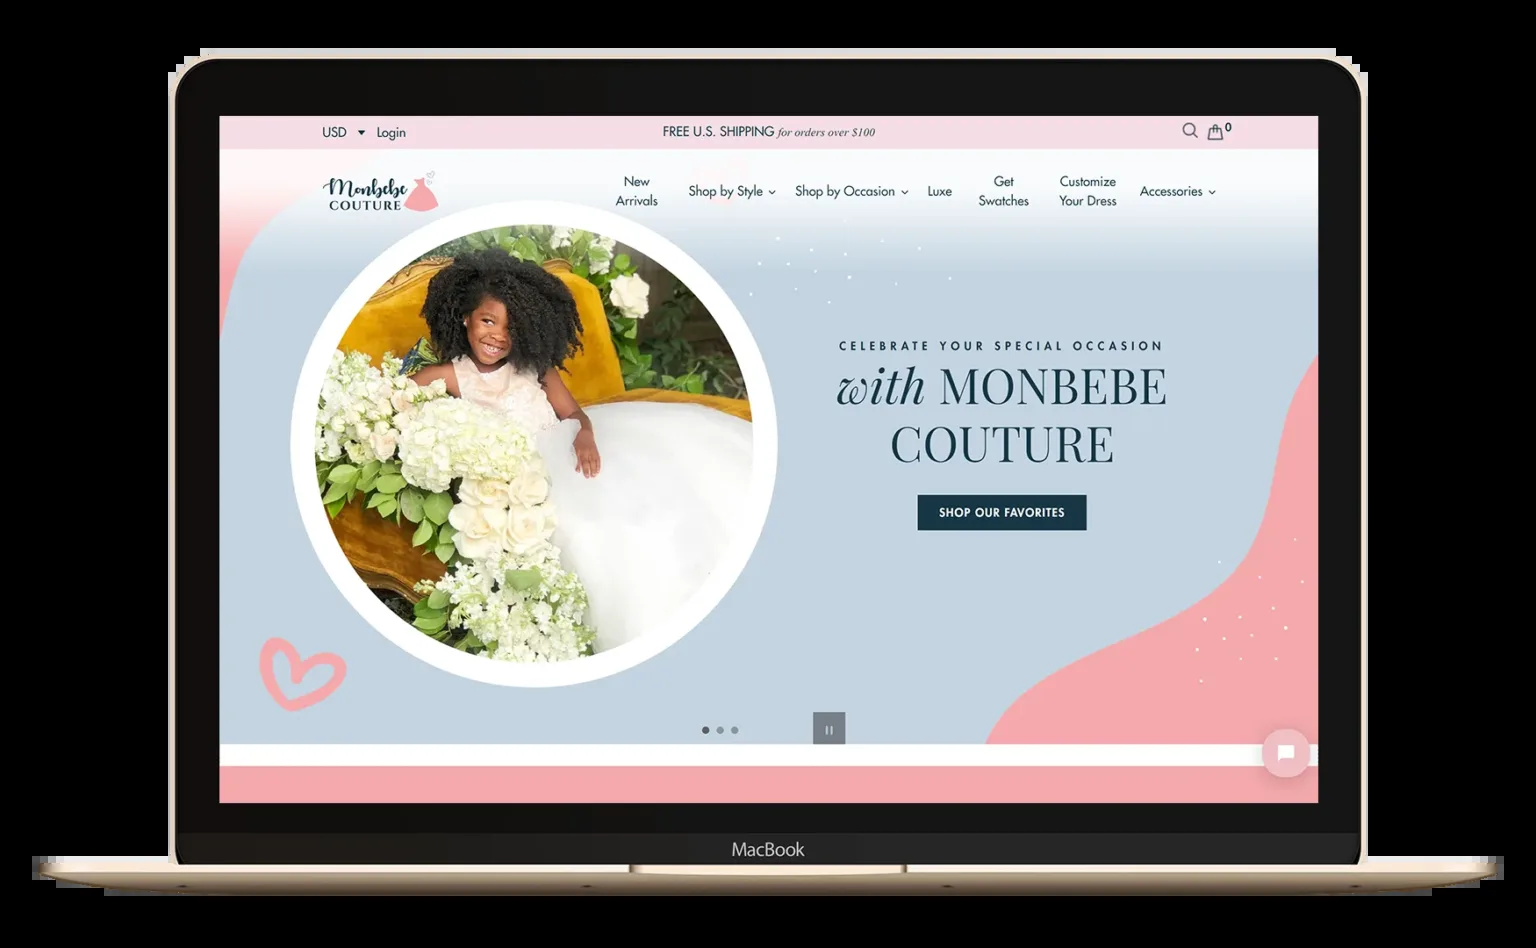 USD Login
FREE U.S. SHIPPING for orders over $100
0
Monbebe
COUTURE
New
Arrivals
Shop by Style
Shop by Occasion
Luxe
Get
Swatches
Customize
Your Dress
Accessories
CELEBRATE YOUR SPECIAL OCCASION
with MONBEBE
COUTURE
SHOP OUR FAVORITES
MacBook